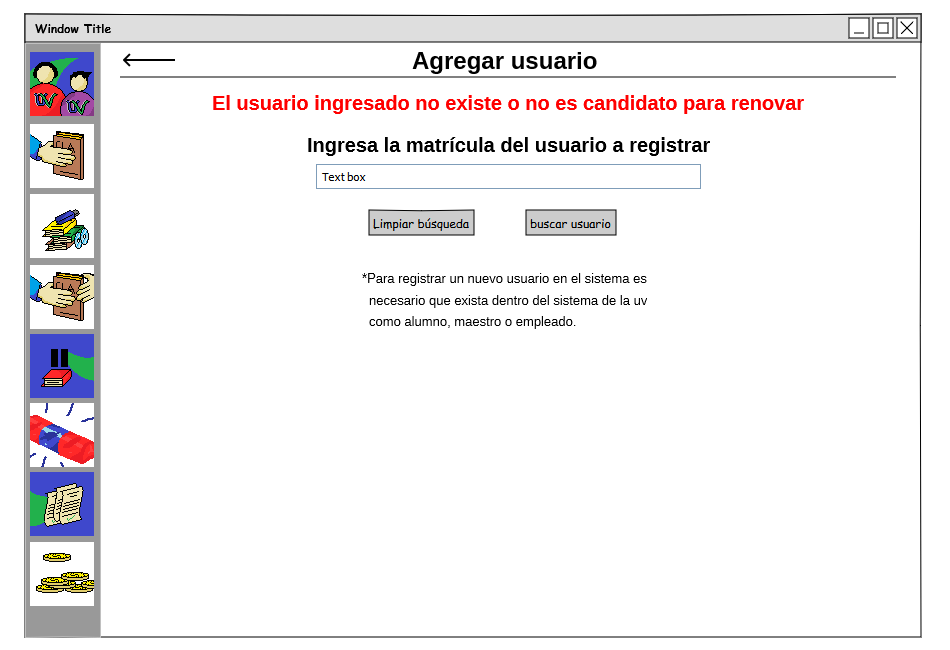 Window Title
Agregar usuario
El usuario ingresado no existe o no es candidato para renovar
Ingresa la matrícula del usuario a registrar
Text box
Limpiar búsqueda
buscar usuario
*Para registrar un nuevo usuario en el sistema es
necesario que exista dentro del sistema de la uv
como alumno, maestro o empleado.